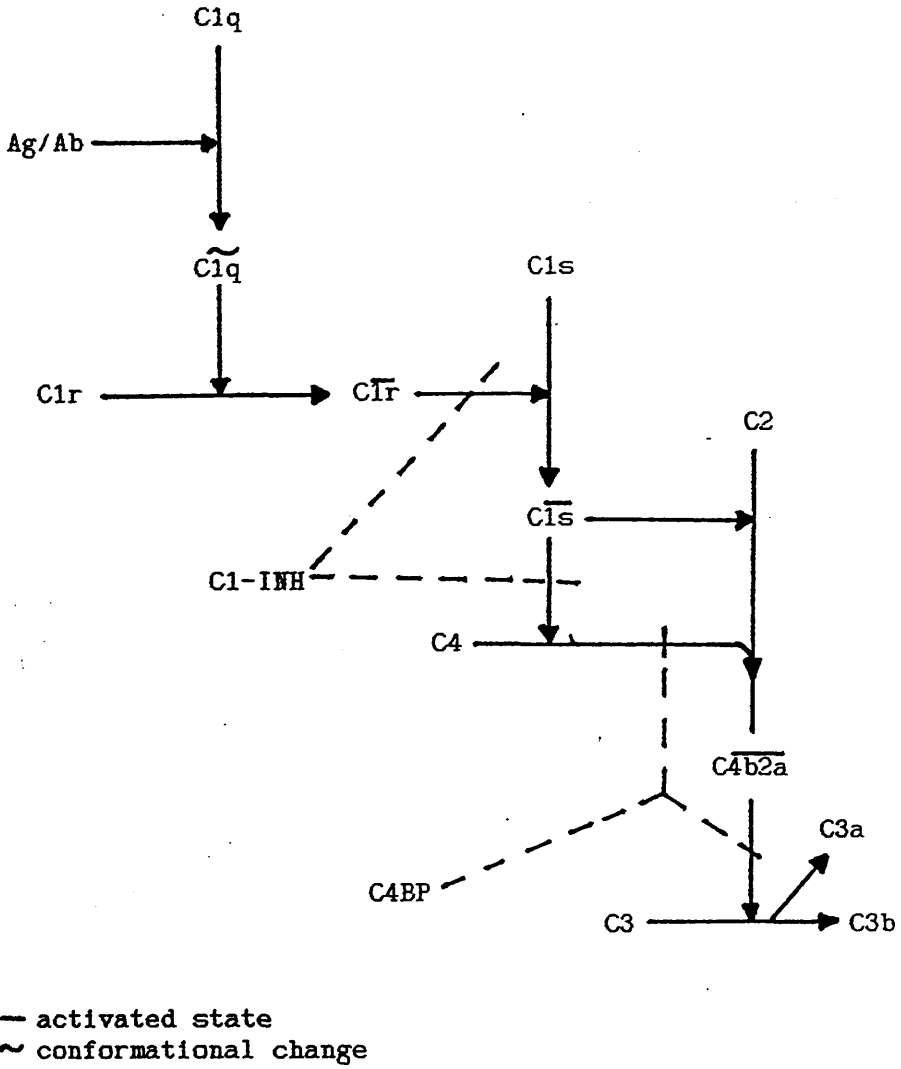 C1q
Ag/Ab
C1q
C1s
C1r
C1r
C2
C1s
C1-INH
C4
C4b2a
C3a
C4BP
C3
C3b
— activated state
~ conformational change